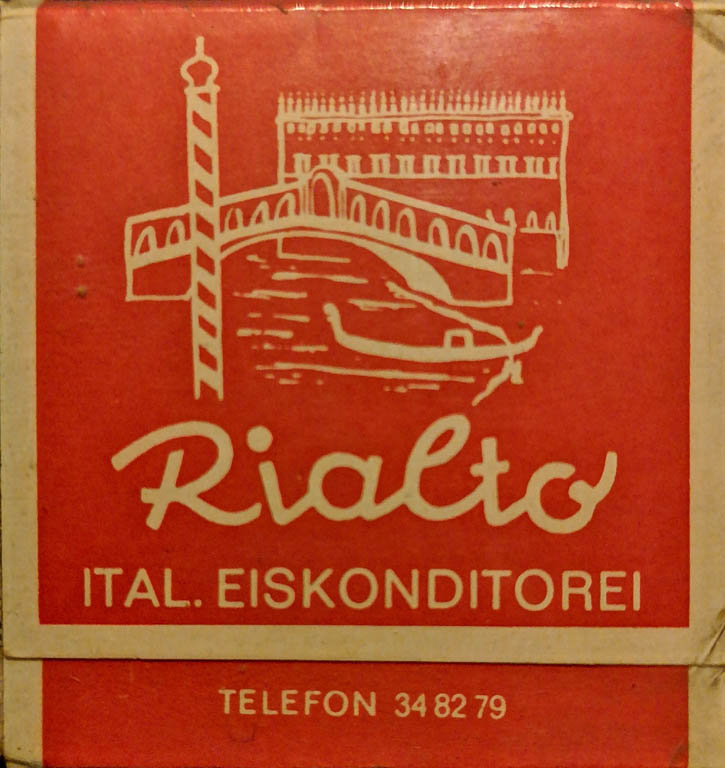 Rialto
ITAL. EISKONDITOREI
TELEFON 34 82 79